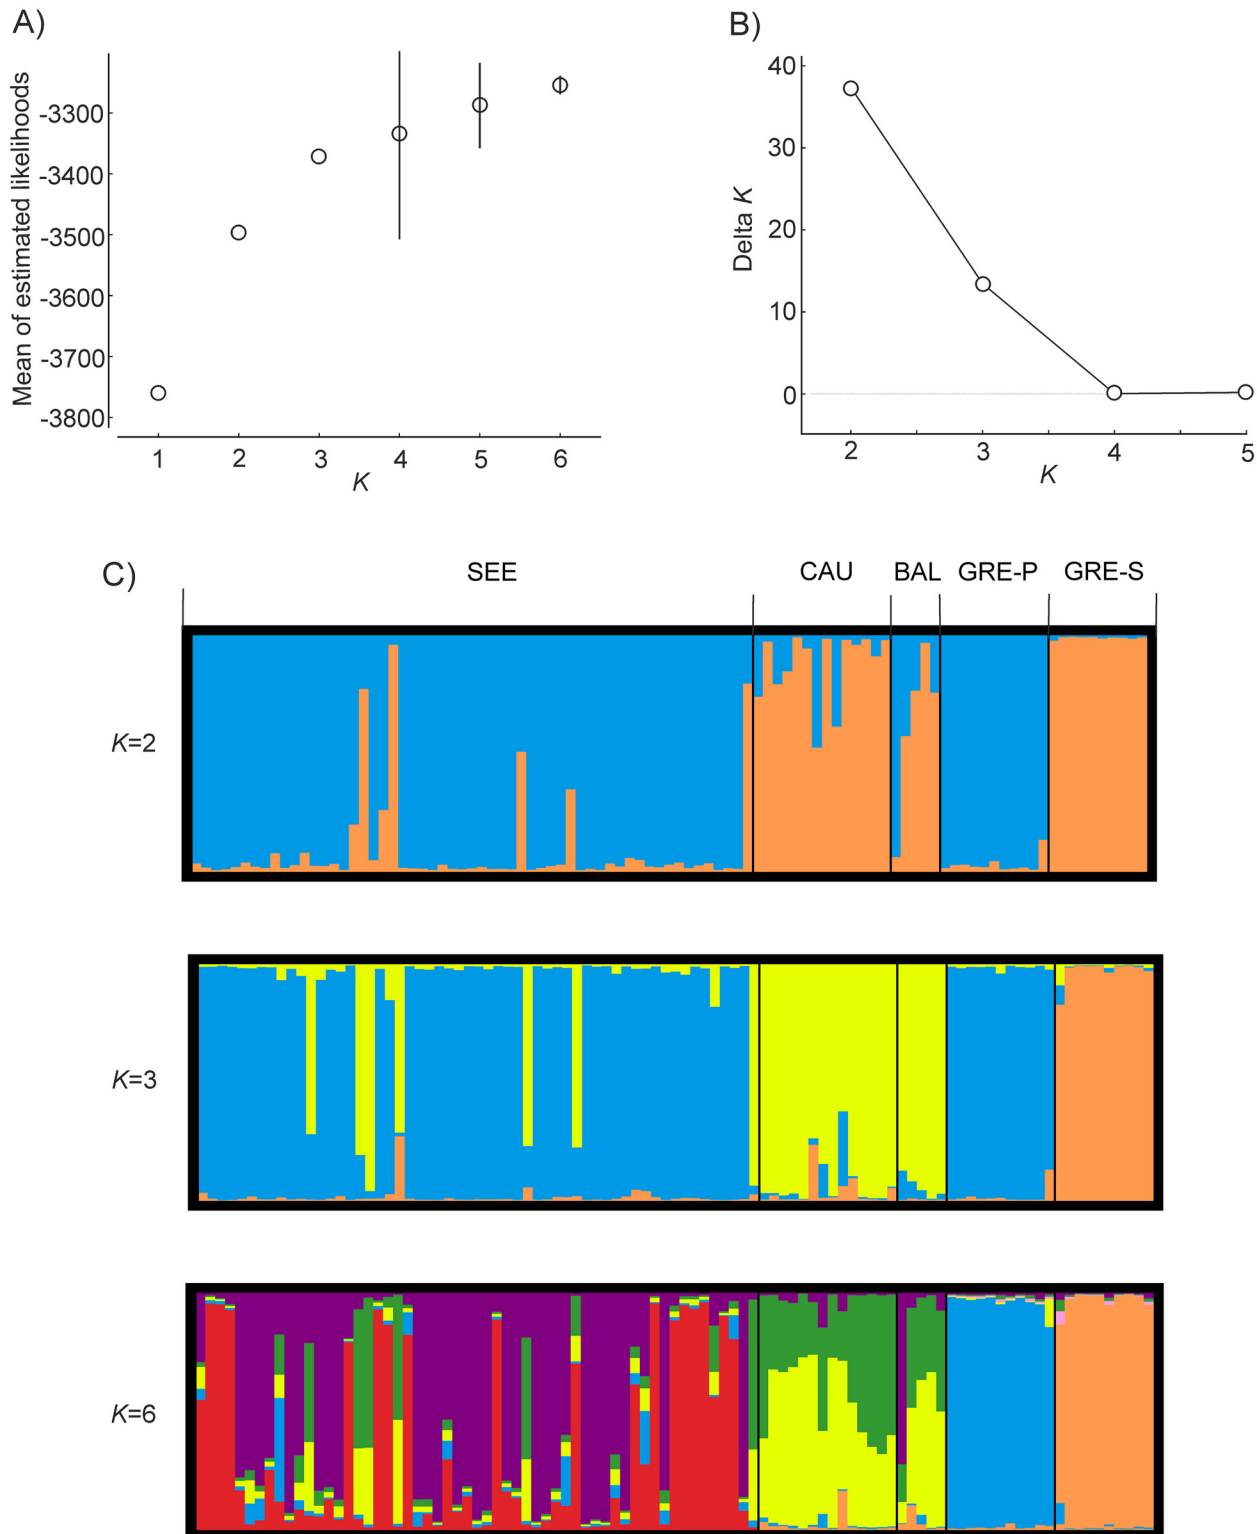 A)
Mean of estimated likelihoods
-3300
-3400
-3500
-3600
-3700
-3800
1 2 3 4 5 6
K
B)
Delta K
40
30
20
10
0
2 3 4 5
K
C)
SEE CAU BAL GRE-P GRE-S
K=2
K=3
K=6